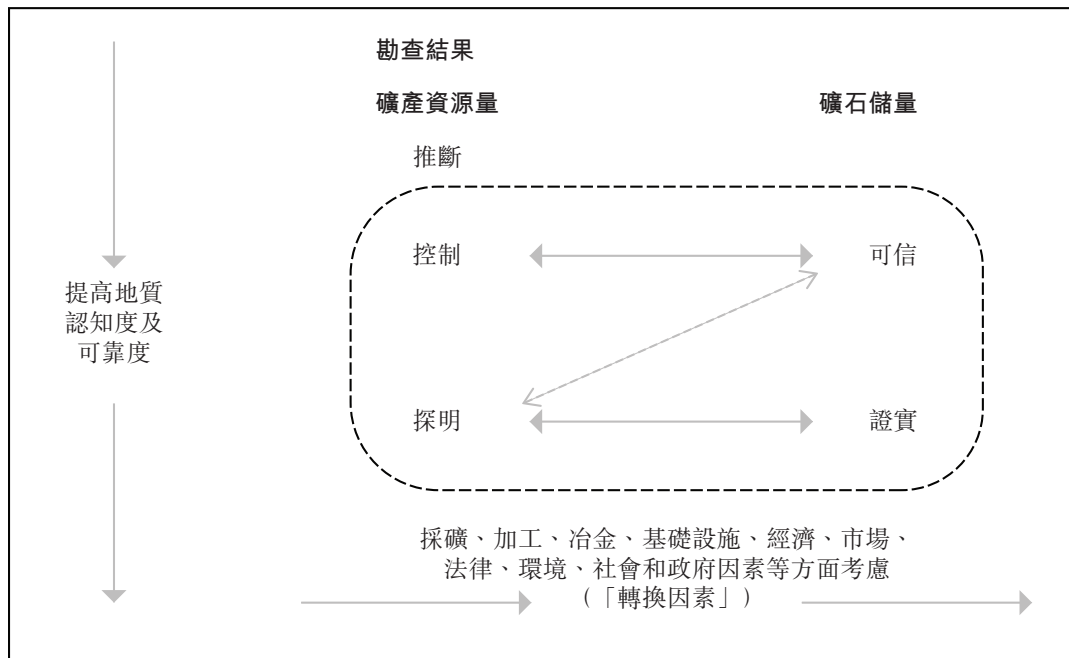 勘查結果
礦產資源量
礦石儲量
推斷
控制
可信
提高地質
認知度及
可靠度
探明
證實
採礦、加工、冶金、基礎設施、經濟、市場、
法律、環境、社會和政府因素等方面考慮
(「轉換因素」)